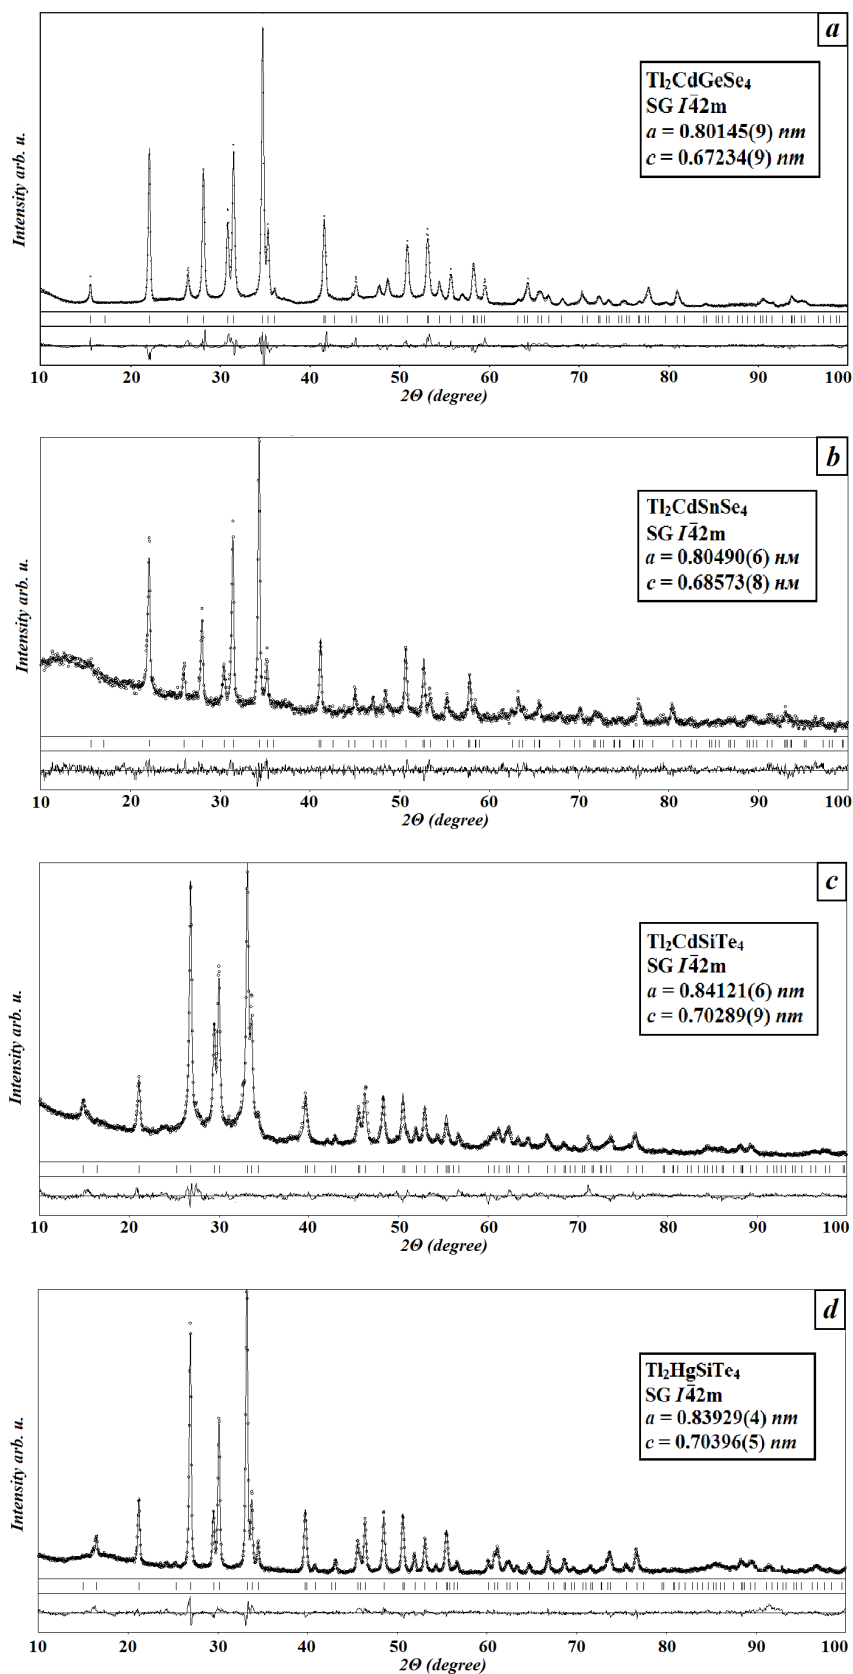 a
Tl₂CdGeSe₄
SG I4̄2m
a = 0.80145(9) nm
c = 0.67234(9) nm
Intensity arb. u.
10 20 30 40 50 60 70 80 90 100
2Θ (degree)
b
Tl₂CdSnSe₄
SG I4̄2m
a = 0.80490(6) нм
c = 0.68573(8) нм
Intensity arb. u.
10 20 30 40 50 60 70 80 90 100
2Θ (degree)
c
Tl₂CdSiTe₄
SG I4̄2m
a = 0.84121(6) nm
c = 0.70289(9) nm
Intensity arb. u.
10 20 30 40 50 60 70 80 90 100
2Θ (degree)
d
Tl₂HgSiTe₄
SG I4̄2m
a = 0.83929(4) nm
c = 0.70396(5) nm
Intensity arb. u.
10 20 30 40 50 60 70 80 90 100
2Θ (degree)